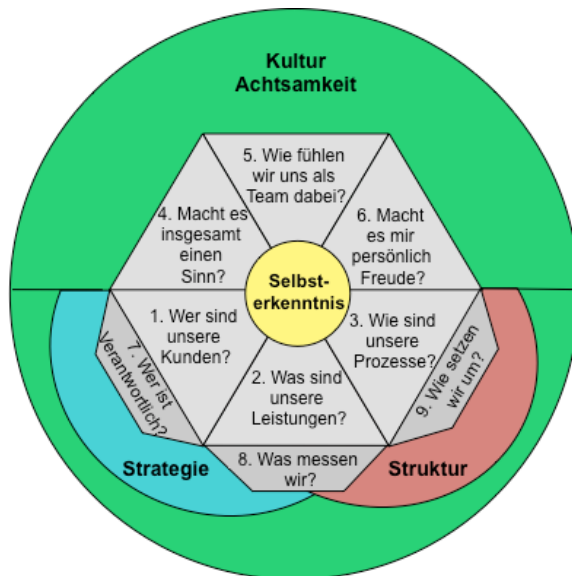 Kultur
Achtsamkeit
5. Wie fühlen
wir uns als
Team dabei?
4. Macht es
insgesamt
einen
Sinn?
6. Macht
es mir
persönlich
Freude?
Selbst-
erkenntnis
1. Wer sind
unsere
Kunden?
3. Wie sind
unsere
Prozesse?
2. Was sind
unsere
Leistungen?
7. Wer ist
Verantwortlich?
8. Was messen
wir?
9. Wie setzen
wir um?
Strategie
Struktur